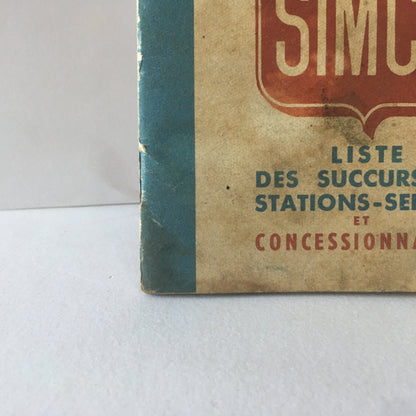 SIMC
LISTE
DES SUCCURS
STATIONS-SER
ET
CONCESSIONNA